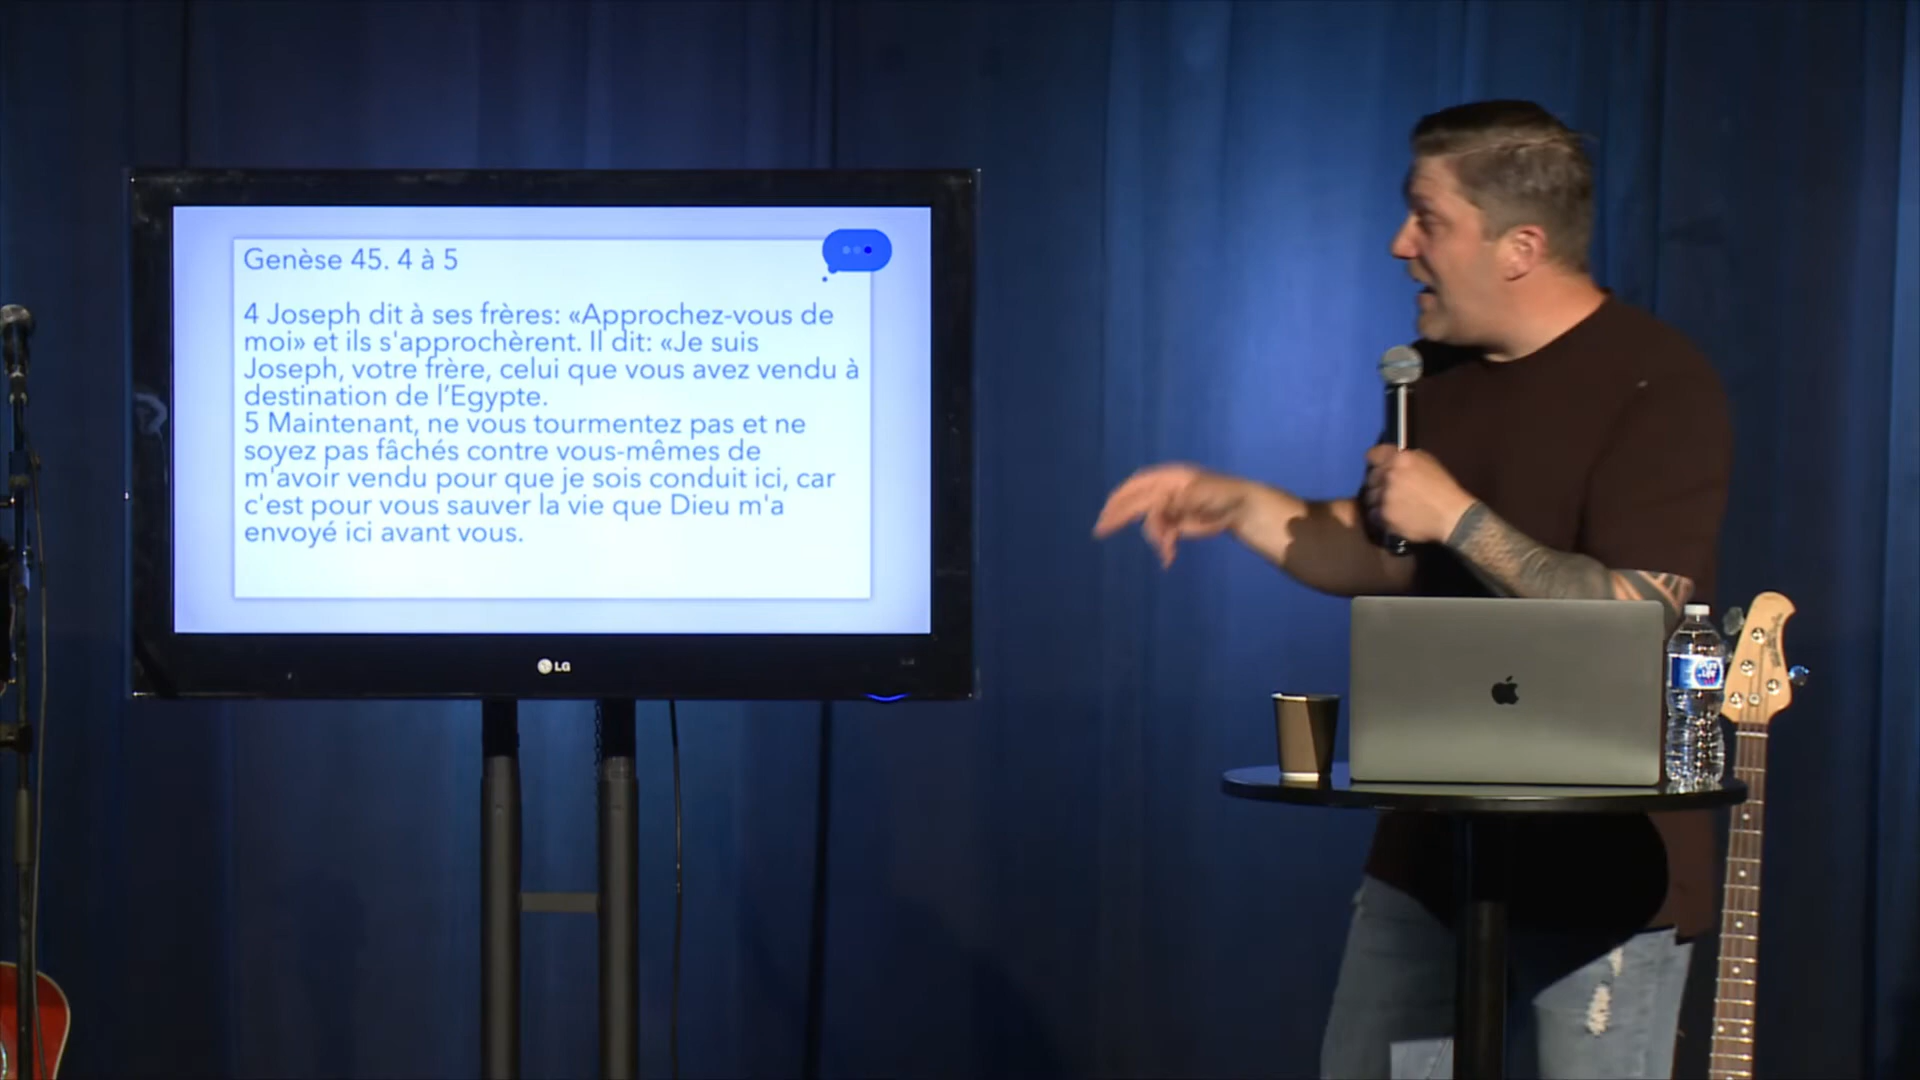 Genèse 45. 4 à 5
4 Joseph dit à ses frères: «Approchez-vous de
moi» et ils s'approchèrent. Il dit: «Je suis
Joseph, votre frère, celui que vous avez vendu à
destination de l’Egypte.
5 Maintenant, ne vous tourmentez pas et ne
soyez pas fâchés contre vous-mêmes de
m'avoir vendu pour que je sois conduit ici, car
c'est pour vous sauver la vie que Dieu m'a
envoyé ici avant vous.
LG